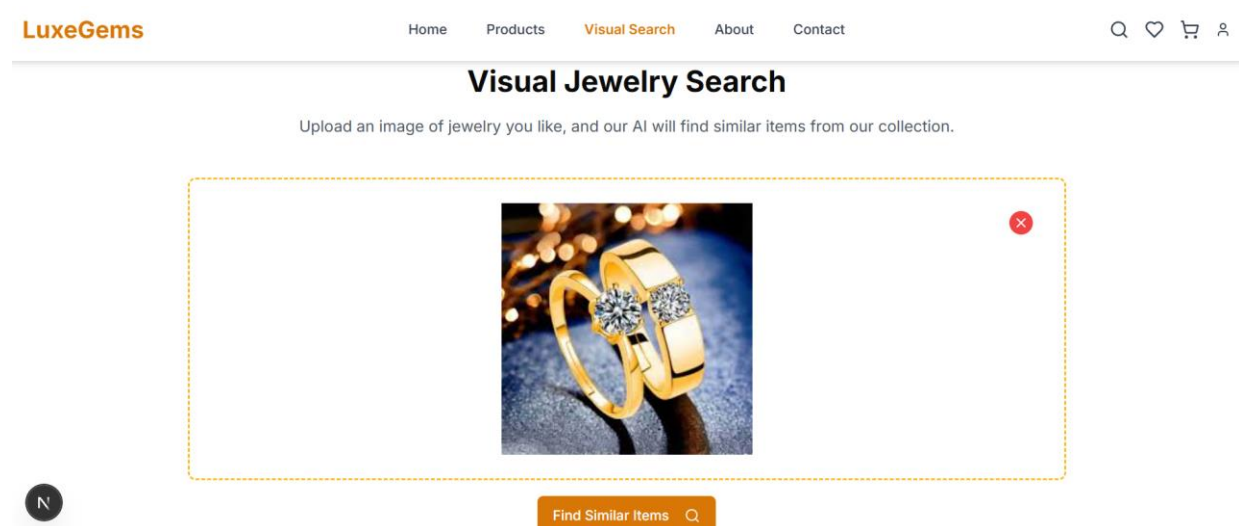 LuxeGems
Home Products Visual Search About Contact
Visual Jewelry Search
Upload an image of jewelry you like, and our AI will find similar items from our collection.
N
Find Similar Items